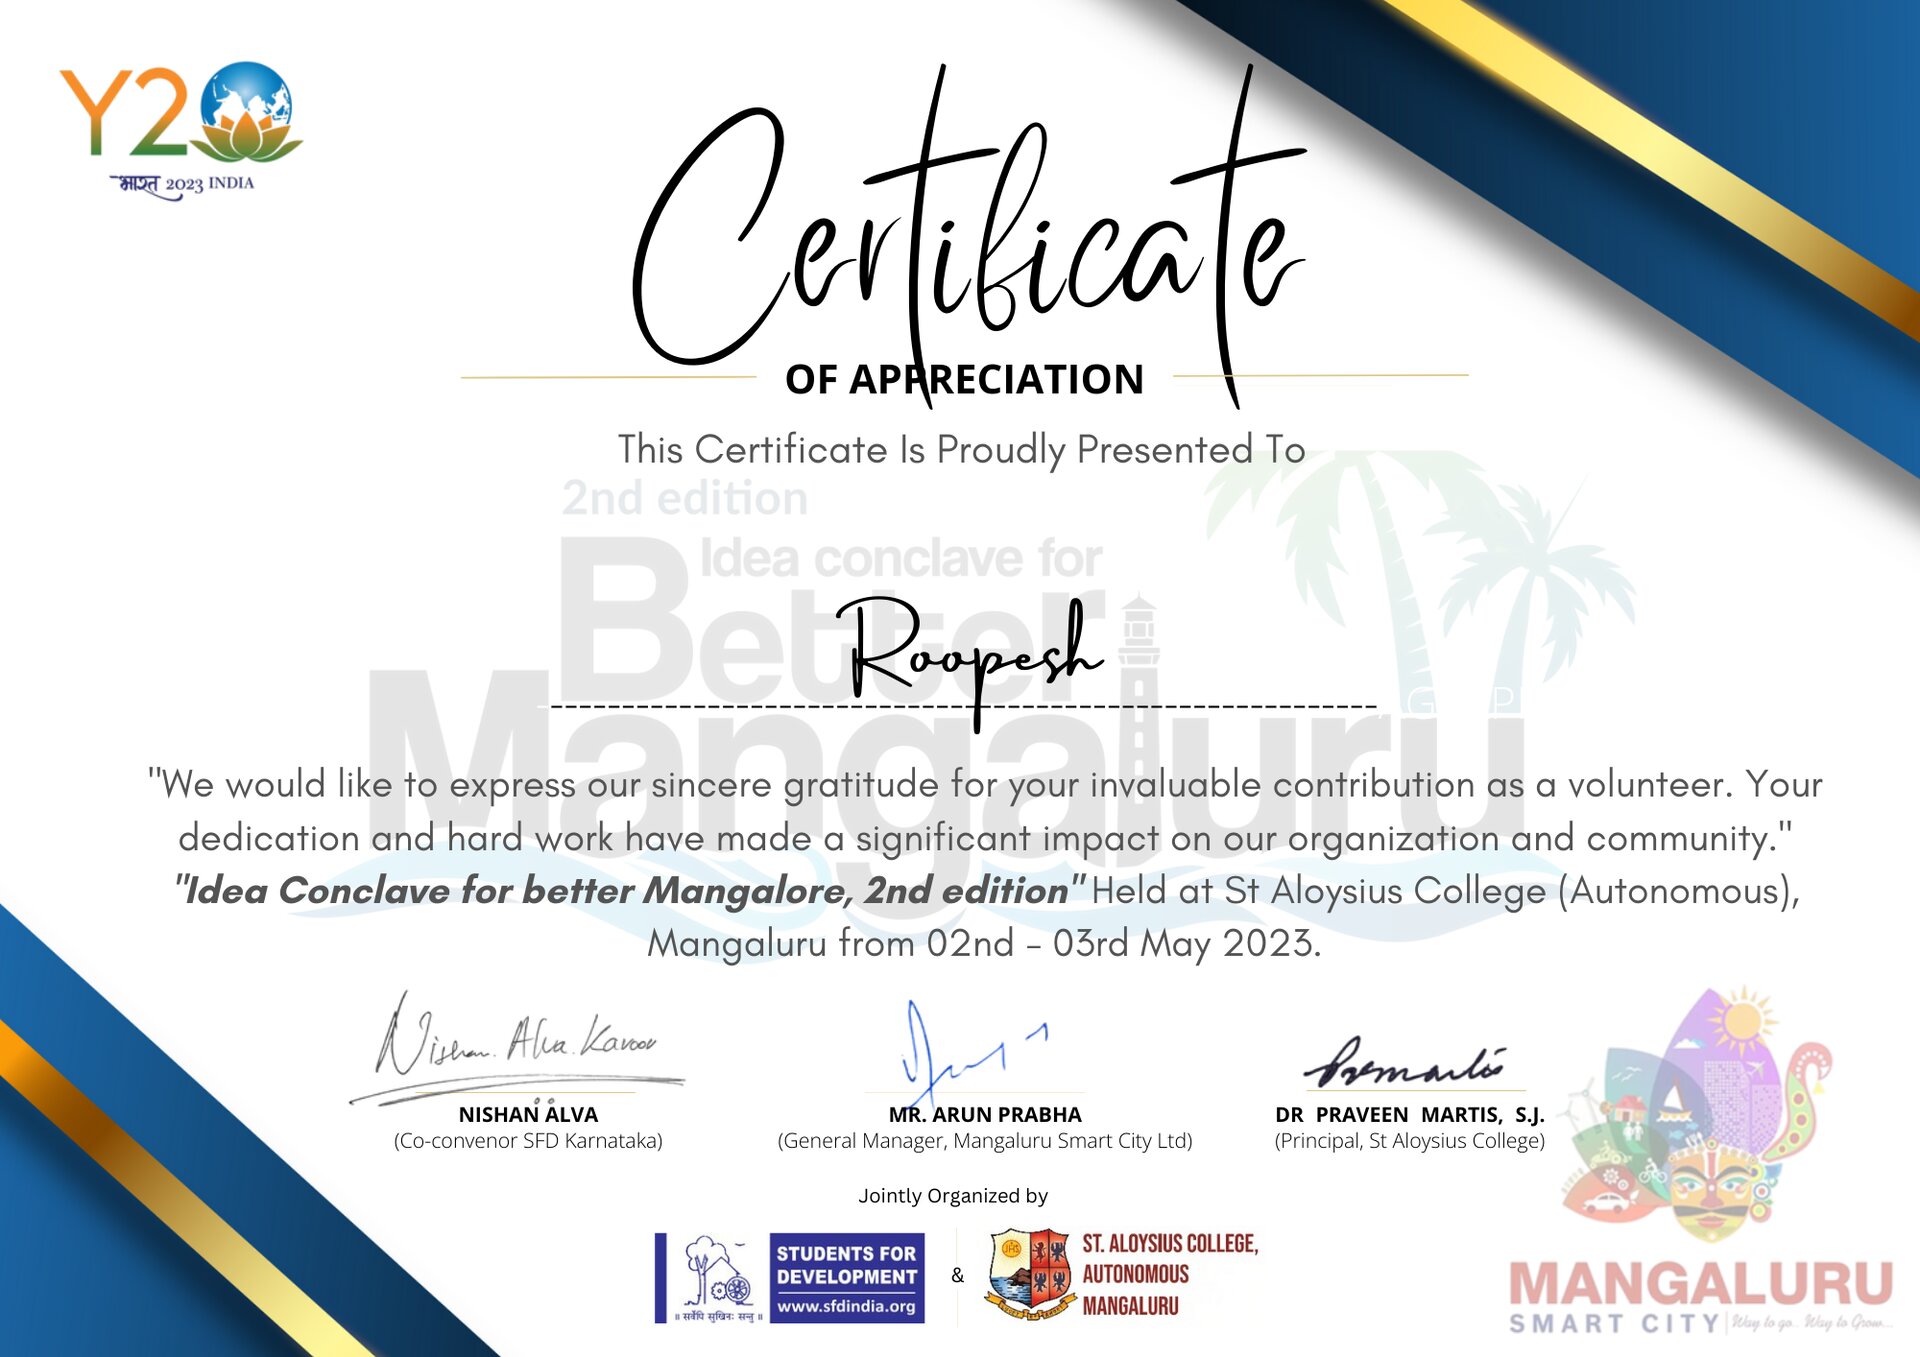 Y20
भारत 2023 INDIA
Certificate
OF APPRECIATION
This Certificate Is Proudly Presented To
2nd edition
Idea conclave for
Better
Mangaluru
Roopesh
"We would like to express our sincere gratitude for your invaluable contribution as a volunteer. Your
dedication and hard work have made a significant impact on our organization and community."
"Idea Conclave for better Mangalore, 2nd edition" Held at St Aloysius College (Autonomous),
Mangaluru from 02nd - 03rd May 2023.
Nishan Alva Karoor
NISHAN ALVA
(Co-convenor SFD Karnataka)
MR. ARUN PRABHA
(General Manager, Mangaluru Smart City Ltd)
DR PRAVEEN MARTIS, S.J.
(Principal, St Aloysius College)
Jointly Organized by
STUDENTS FOR
DEVELOPMENT
www.sfdindia.org
॥ सर्वेपि सुखिनः सन्तु ॥
&
ST. ALOYSIUS COLLEGE,
AUTONOMOUS
MANGALURU
MANGALURU
SMART CITY Way to go.. Way to Grow...